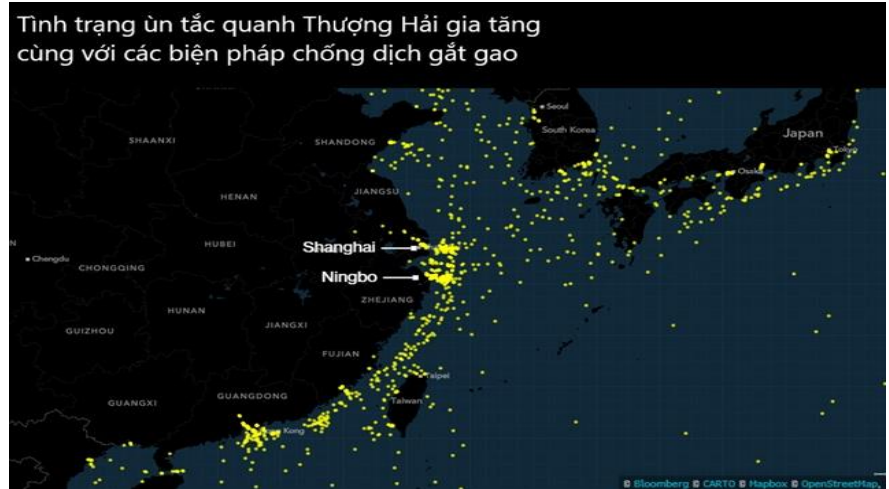 Tình trạng ùn tắc quanh Thượng Hải gia tăng
cùng với các biện pháp chống dịch gắt gao
Seoul
South Korea
Japan
Tokyo
Osaka
SHAANXI
SHANDONG
HENAN
JIANGSU
Shanghai
HUBEI
Chengdu
CHONGQING
Ningbo
ZHEJIANG
HUNAN
JIANGXI
GUIZHOU
FUJIAN
Taipei
GUANGXI
GUANGDONG
Taiwan
Kong
© Bloomberg © CARTO © Mapbox © OpenStreetMap,